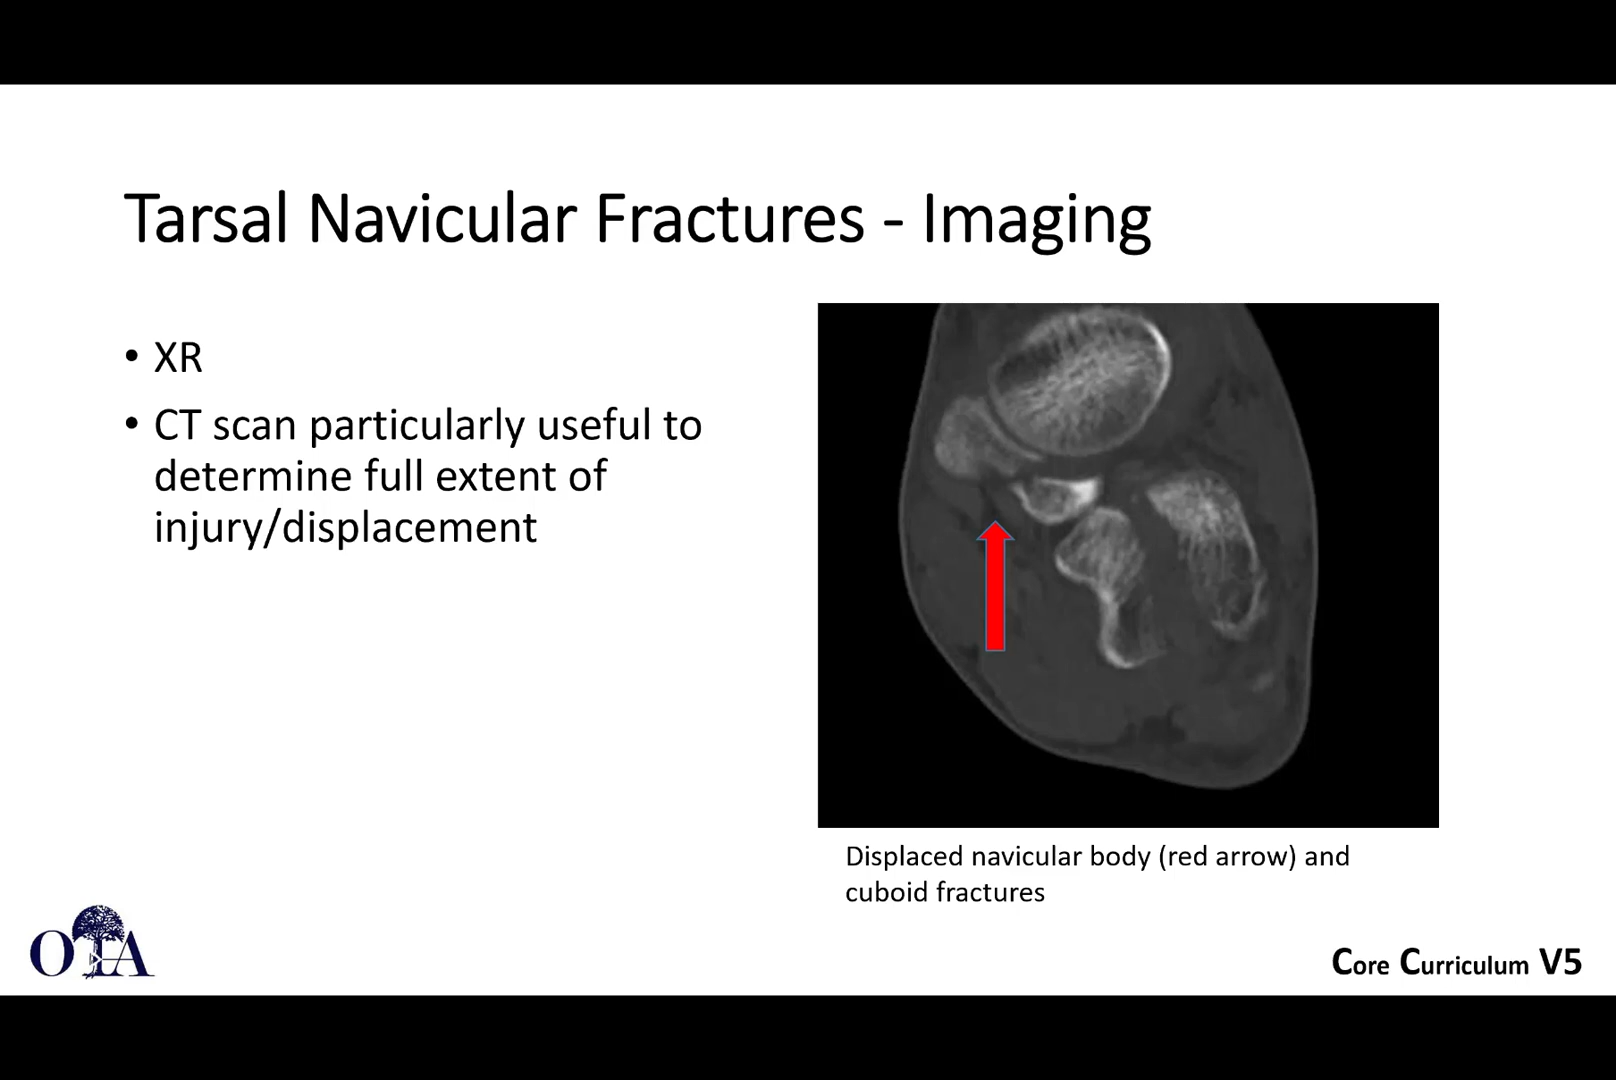 Tarsal Navicular Fractures - Imaging
• XR
• CT scan particularly useful to
determine full extent of
injury/displacement
Displaced navicular body (red arrow) and
cuboid fractures
OTA
Core Curriculum V5